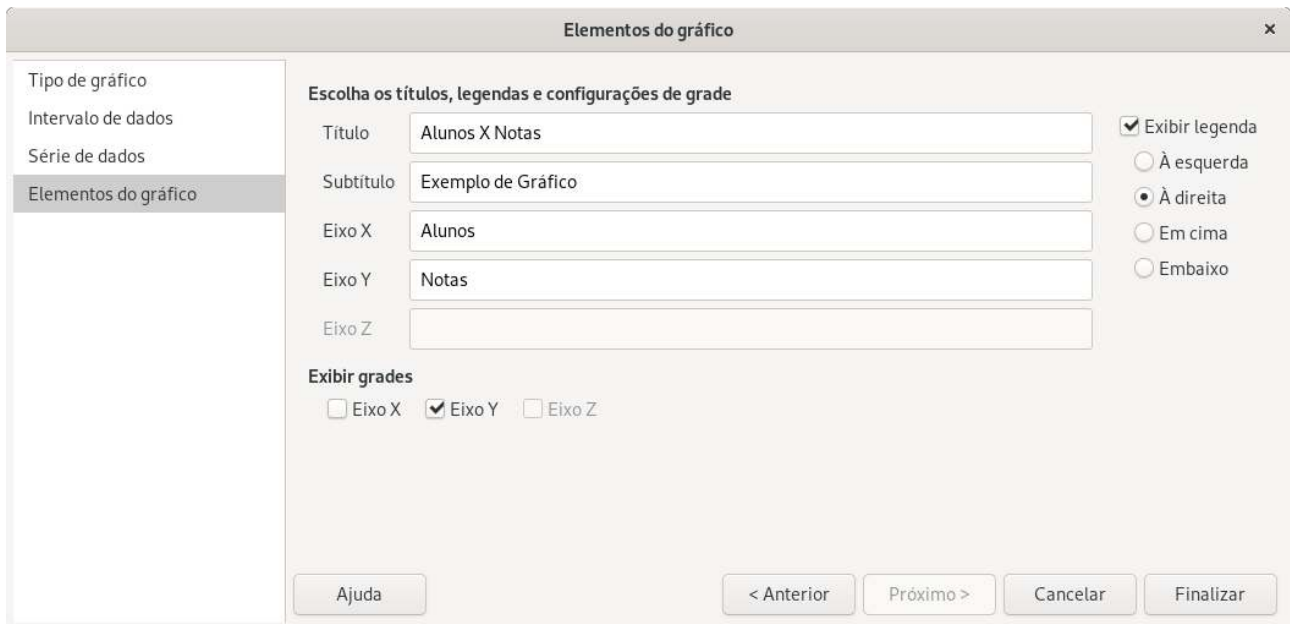 Elementos do gráfico
Tipo de gráfico
Intervalo de dados
Série de dados
Elementos do gráfico
Escolha os títulos, legendas e configurações de grade
Título Alunos X Notas
Subtítulo Exemplo de Gráfico
Eixo X Alunos
Eixo Y Notas
Eixo Z
Exibir legenda
À esquerda
À direita
Em cima
Embaixo
Exibir grades
Eixo X Eixo Y Eixo Z
Ajuda < Anterior Próximo > Cancelar Finalizar